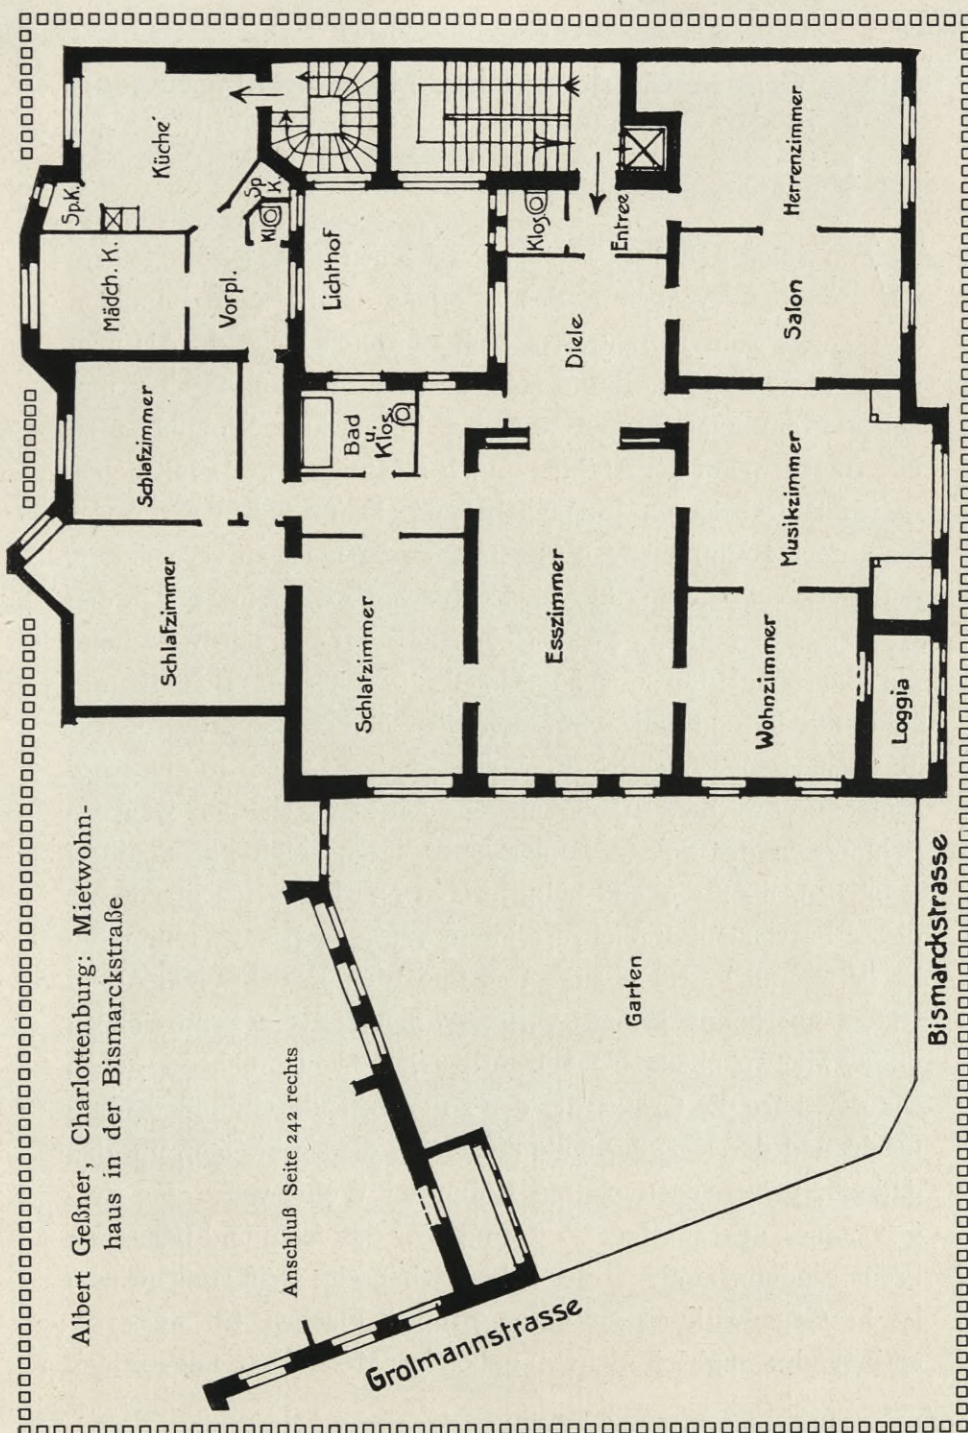 Albert Geßner, Charlottenburg: Mietwohn-
haus in der Bismarckstraße
Anschluß Seite 242 rechts
Küche
Sp.K.
Sp
K
Kl
Mädch. K.
Vorpl.
Lichthof
Klos.
Entree
Herrenzimmer
Diele
Salon
Schlafzimmer
Bad
u.
Klos.
Musikzimmer
Schlafzimmer
Schlafzimmer
Esszimmer
Wohnzimmer
Loggia
Garten
Bismarckstrasse
Grolmannstrasse